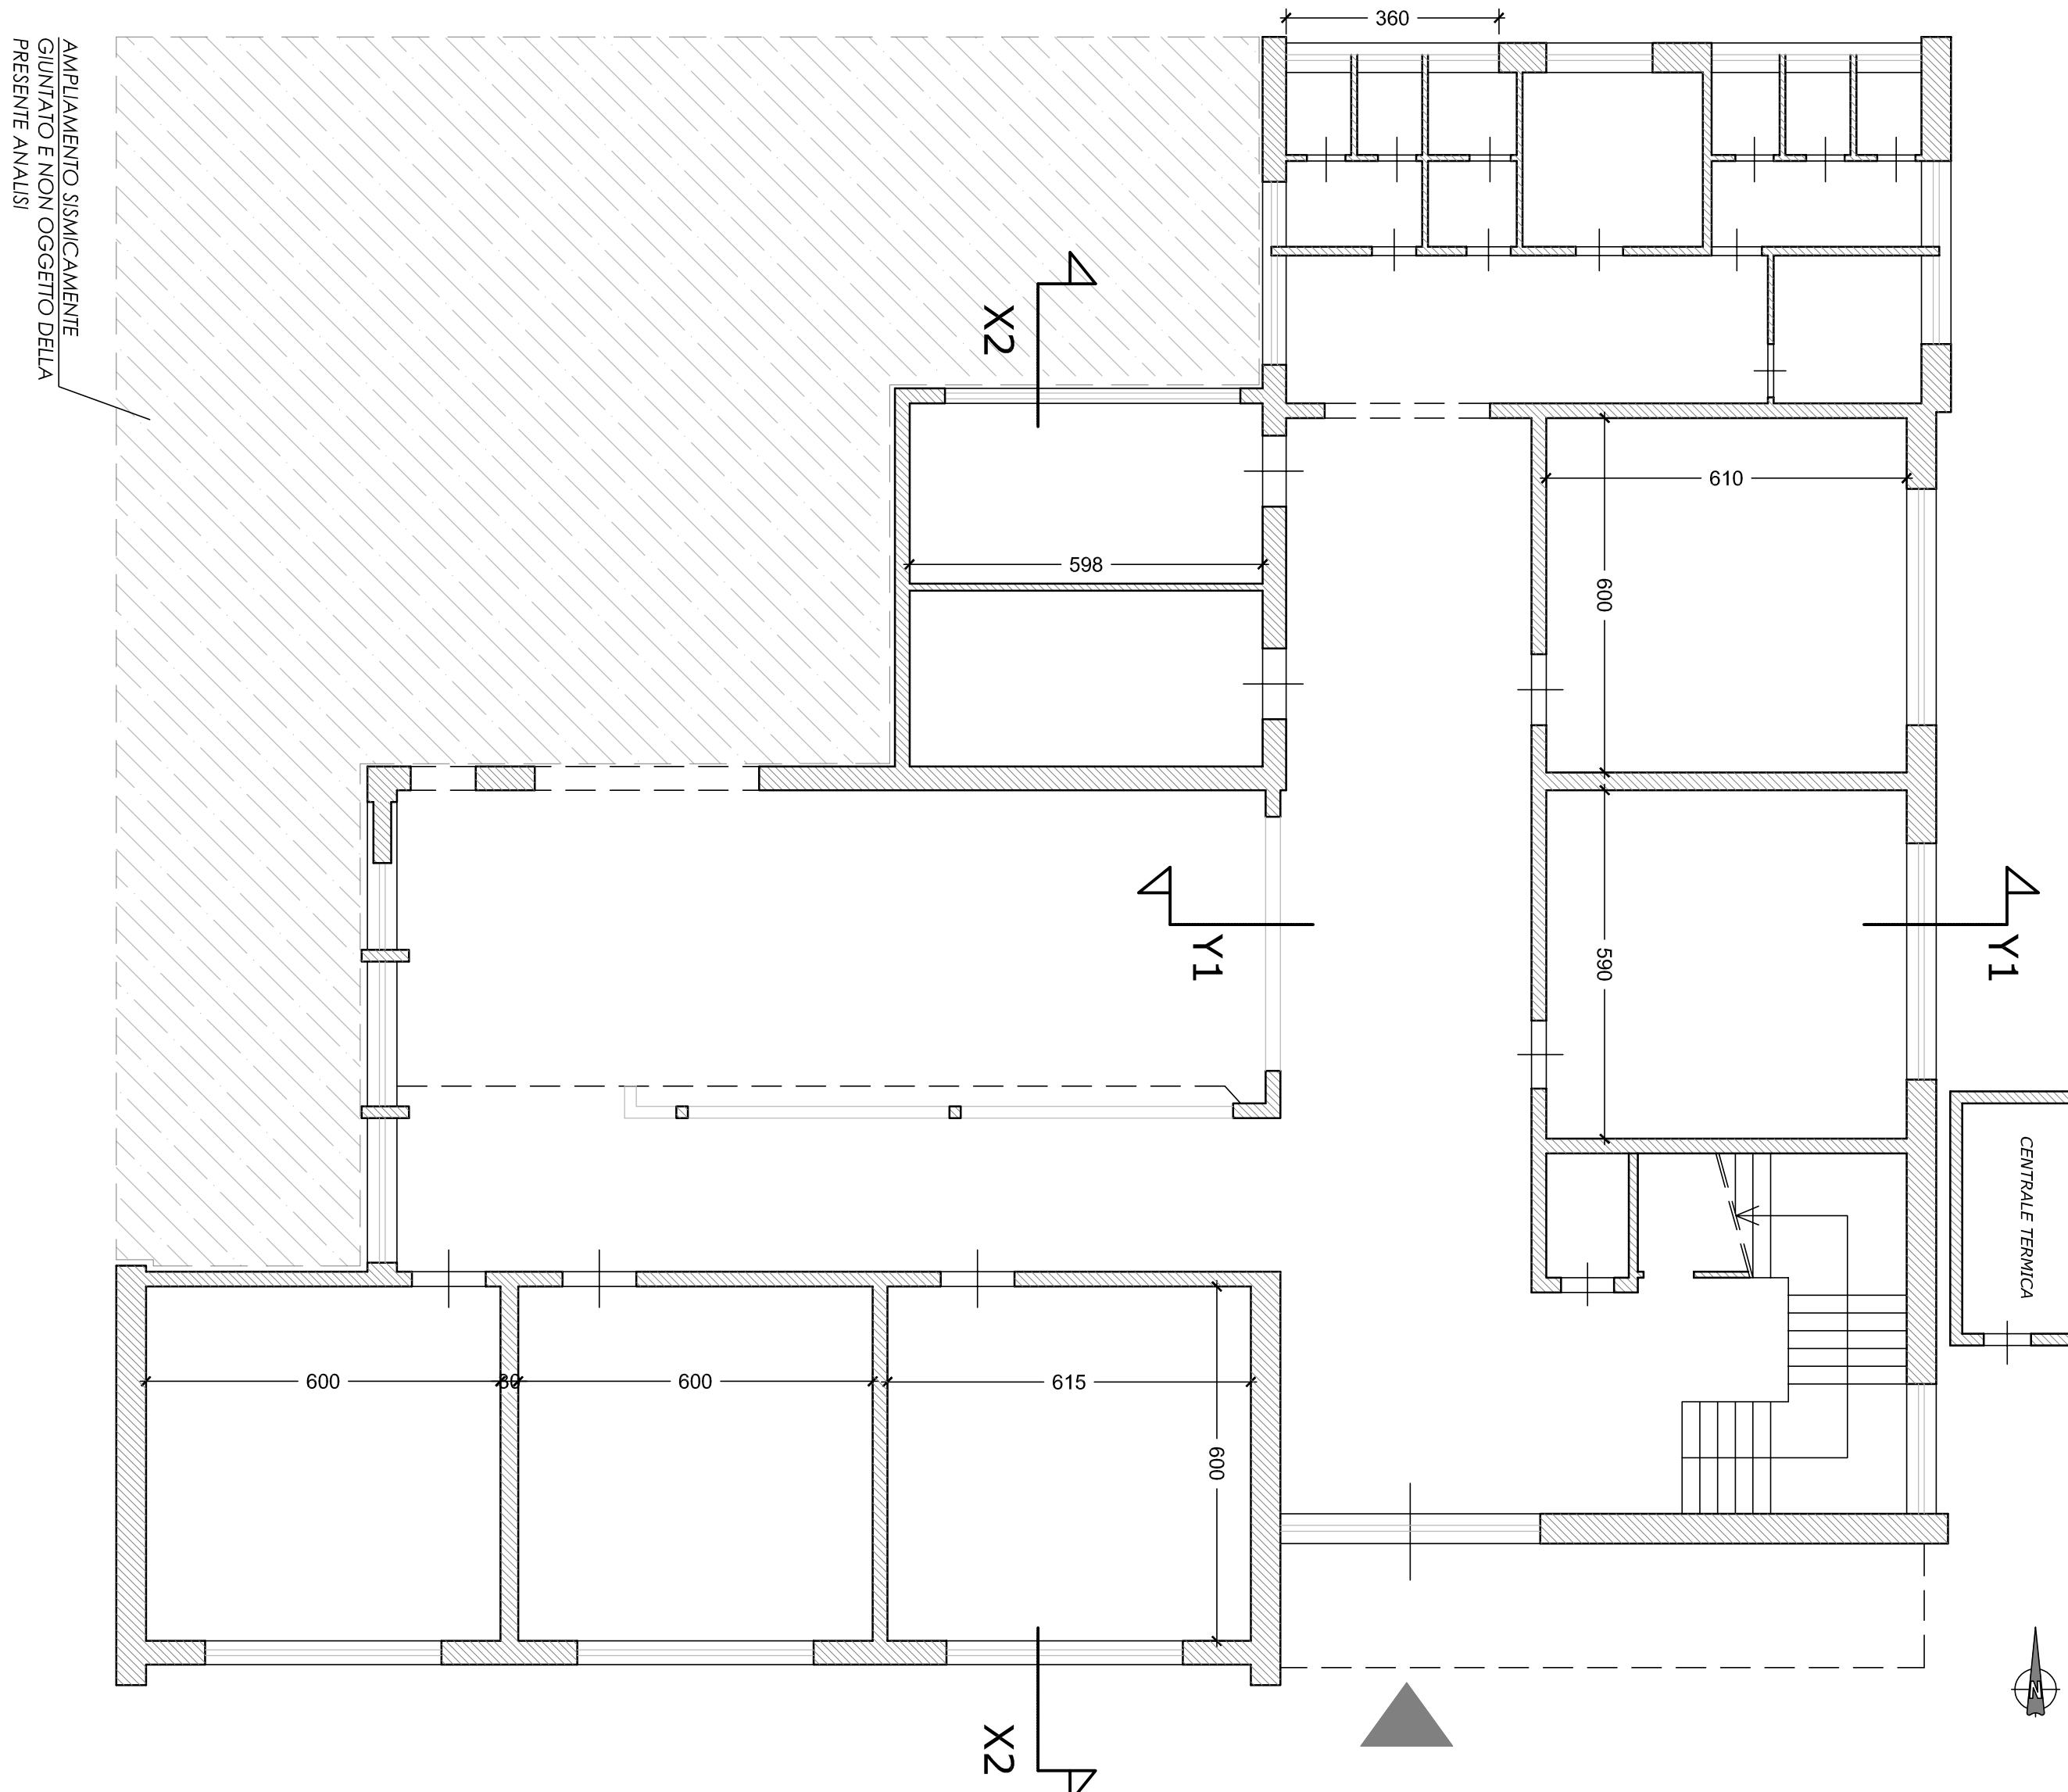 360
AMPLIAMENTO SISMICAMENTE
GIUNTATO E NON OGGETTO DELLA
PRESENTE ANALISI
X2
610
598
600
Y1
Y1
590
CENTRALE TERMICA
600
30
600
615
600
N
X2